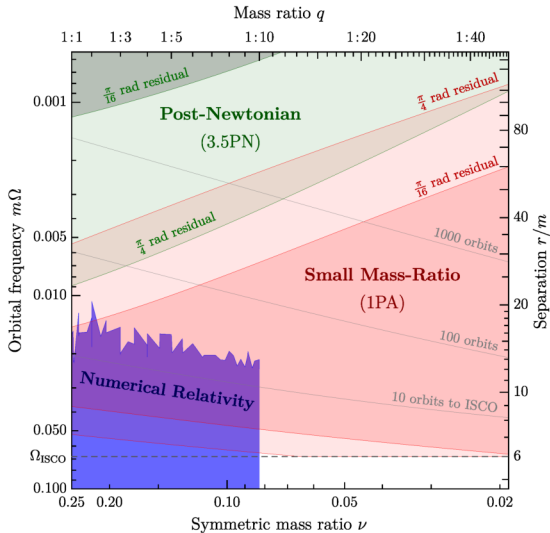 Mass ratio q
1:1 1:3 1:5 1:10 1:20 1:40
π/16 rad residual
π/4 rad residual
Post-Newtonian
(3.5PN)
π/16 rad residual
π/4 rad residual
1000 orbits
Small Mass-Ratio
(1PA)
100 orbits
Numerical Relativity
10 orbits to ISCO
Orbital frequency mΩ
0.001
0.005
0.010
0.050
Ω_ISCO
0.100
Separation r/m
80
40
20
10
6
0.25 0.20 0.10 0.05 0.02
Symmetric mass ratio ν